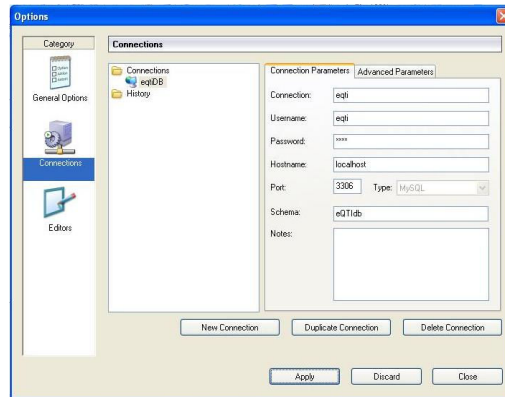 Options
Category
General Options
Connections
Editors
Connections
Connections
eqtiDB
History
Connection Parameters
Advanced Parameters
Connection:
eqti
Username:
eqti
Password:
****
Hostname:
localhost
Port:
3306
Type:
MySQL
Schema:
eQTIdb
Notes:
New Connection
Duplicate Connection
Delete Connection
Apply
Discard
Close